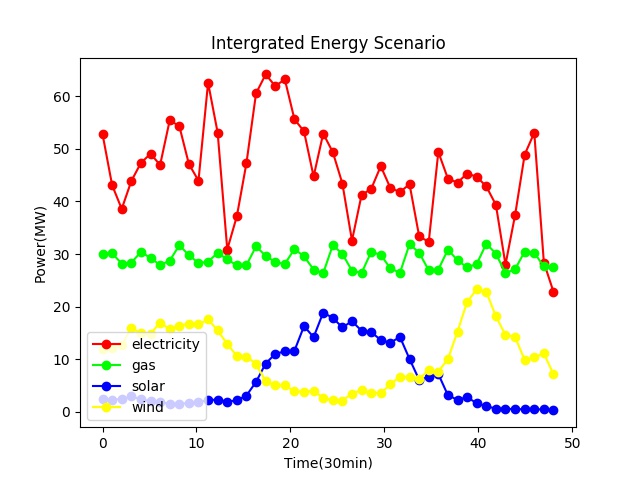 Intergrated Energy Scenario
Power(MW)
60
50
40
30
20
10
0
electricity
gas
solar
wind
0 10 20 30 40 50
Time(30min)